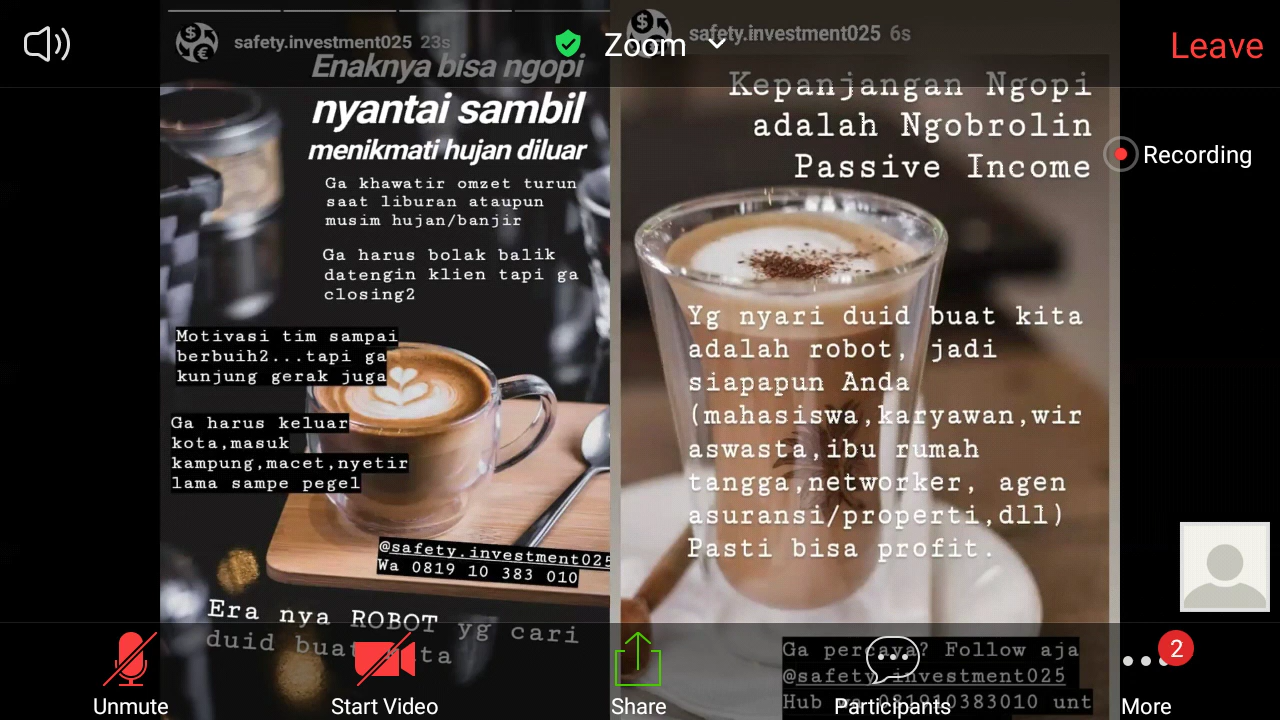 safety.investment025 23s
Enaknya bisa ngopi
nyantai sambil
menikmati hujan diluar
Ga khawatir omzet turun
saat liburan ataupun
musim hujan/banjir
Ga harus bolak balik
datengin klien tapi ga
closing2
Motivasi tim sampai
berbuih2...tapi ga
kunjung gerak juga
Ga harus keluar
kota,masuk
kampung,macet,nyetir
lama sampe pegel
@safety.investment025
Wa 0819 10 383 010
Era nya ROBOT yg cari
duid buat kita
safety.investment025 6s
Zoom
Leave
Recording
Kepanjangan Ngopi
adalah Ngobrolin
Passive Income
Yg nyari duid buat kita
adalah robot, jadi
siapapun Anda
(mahasiswa,karyawan,wir
aswasta,ibu rumah
tangga,networker, agen
asuransi/properti,dll)
Pasti bisa profit.
Ga percaya? Follow aja
@safety.investment025
Hub wa 081910383010 unt
Unmute
Start Video
Share
Participants
More
2